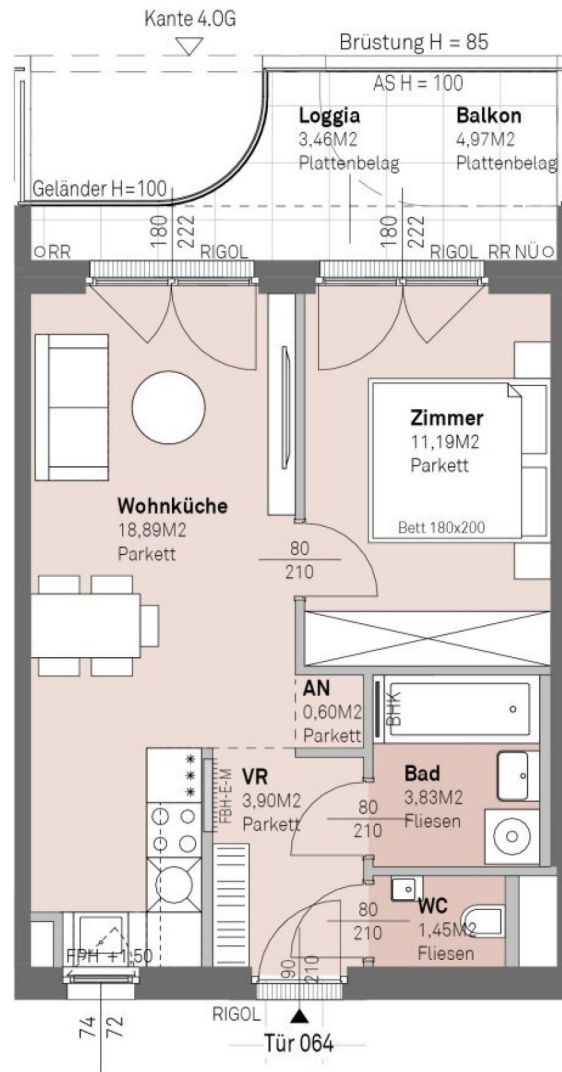 Kante 4.OG
Brüstung H = 85
AS H = 100
Loggia
3,46M2
Plattenbelag
Balkon
4,97M2
Plattenbelag
Geländer H=100
180
222
180
222
RR
RIGOL
RIGOL
RR NÜ
Zimmer
11,19M2
Parkett
Bett 180x200
Wohnküche
18,89M2
Parkett
80
210
AN
0,60M2
Parkett
BHK
VR
3,90M2
Parkett
FBH-E-M
Bad
3,83M2
Fliesen
80
210
WC
1,45M2
Fliesen
80
210
90
210
FPH +1,50
74
72
RIGOL
Tür 064